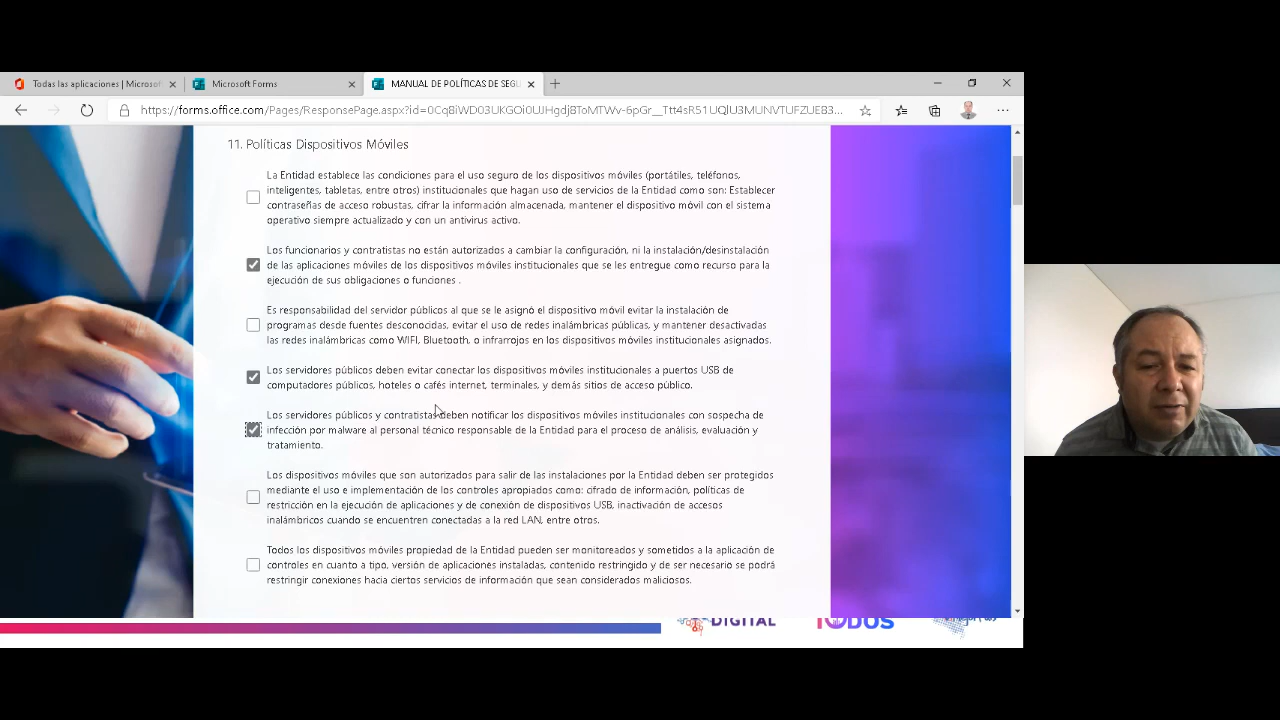 Todas las aplicaciones | Microsof
Microsoft Forms
MANUAL DE POLÍTICAS DE SEGU
https://forms.office.com/Pages/ResponsePage.aspx?id=
11. Políticas Dispositivos Móviles
La Entidad establece las condiciones para el uso seguro de los dispositivos móviles (portátiles, teléfonos,
inteligentes, tabletas, entre otros) institucionales que hagan uso de servicios de la Entidad como son: Establecer
contraseñas de acceso robustas, cifrar la información almacenada, mantener el dispositivo móvil con el sistema
operativo siempre actualizado y con un antivirus activo.
Los funcionarios y contratistas no están autorizados a cambiar la configuración, ni la instalación/desinstalación
de las aplicaciones móviles de los dispositivos móviles institucionales que se les entregue como recurso para la
ejecución de sus obligaciones o funciones .
Es responsabilidad del servidor públicos al que se le asignó el dispositivo móvil evitar la instalación de
programas desde fuentes desconocidas, evitar el uso de redes inalámbricas públicas, y mantener desactivadas
las redes inalámbricas como WIFI, Bluetooth, o infrarrojos en los dispositivos móviles institucionales asignados.
Los servidores públicos deben evitar conectar los dispositivos móviles institucionales a puertos USB de
computadores públicos, hoteles o cafés internet, terminales, y demás sitios de acceso público.
Los servidores públicos y contratistas deben notificar los dispositivos móviles institucionales con sospecha de
infección por malware al personal técnico responsable de la Entidad para el proceso de análisis, evaluación y
tratamiento.
Los dispositivos móviles que son autorizados para salir de las instalaciones por la Entidad deben ser protegidos
mediante el uso e implementación de los controles apropiados como: cifrado de información, políticas de
restricción en la ejecución de aplicaciones y de conexión de dispositivos USB, inactivación de accesos
inalámbricos cuando se encuentren conectadas a la red LAN, entre otros.
Todos los dispositivos móviles propiedad de la Entidad pueden ser monitoreados y sometidos a la aplicación de
controles en cuanto a tipo, versión de aplicaciones instaladas, contenido restringido y de ser necesario se podrá
restringir conexiones hacia ciertos servicios de información que sean considerados maliciosos.
DIGITAL
TODOS